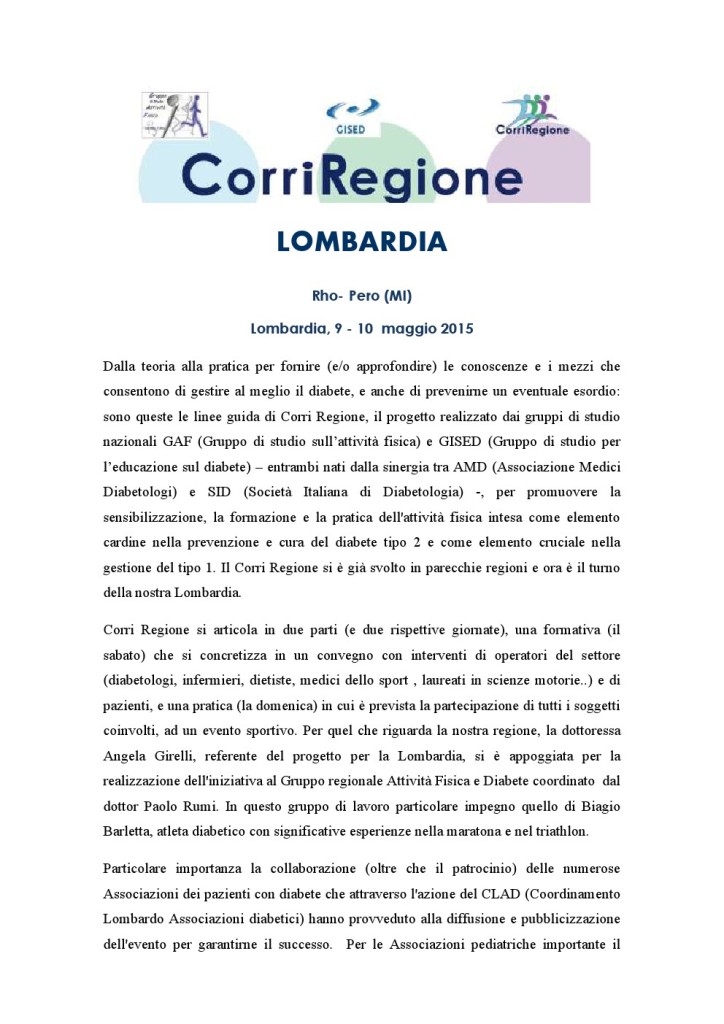 Gruppo
GISED
CorriRegione
CorriRegione
LOMBARDIA
Rho- Pero (MI)
Lombardia, 9 - 10 maggio 2015
Dalla teoria alla pratica per fornire (e/o approfondire) le conoscenze e i mezzi che
consentono di gestire al meglio il diabete, e anche di prevenirne un eventuale esordio:
sono queste le linee guida di Corri Regione, il progetto realizzato dai gruppi di studio
nazionali GAF (Gruppo di studio sull’attività fisica) e GISED (Gruppo di studio per
l’educazione sul diabete) – entrambi nati dalla sinergia tra AMD (Associazione Medici
Diabetologi) e SID (Società Italiana di Diabetologia) -, per promuovere la
sensibilizzazione, la formazione e la pratica dell'attività fisica intesa come elemento
cardine nella prevenzione e cura del diabete tipo 2 e come elemento cruciale nella
gestione del tipo 1. Il Corri Regione si è già svolto in parecchie regioni e ora è il turno
della nostra Lombardia.
Corri Regione si articola in due parti (e due rispettive giornate), una formativa (il
sabato) che si concretizza in un convegno con interventi di operatori del settore
(diabetologi, infermieri, dietiste, medici dello sport , laureati in scienze motorie..) e di
pazienti, e una pratica (la domenica) in cui è prevista la partecipazione di tutti i soggetti
coinvolti, ad un evento sportivo. Per quel che riguarda la nostra regione, la dottoressa
Angela Girelli, referente del progetto per la Lombardia, si è appoggiata per la
realizzazione dell'iniziativa al Gruppo regionale Attività Fisica e Diabete coordinato dal
dottor Paolo Rumi. In questo gruppo di lavoro particolare impegno quello di Biagio
Barletta, atleta diabetico con significative esperienze nella maratona e nel triathlon.
Particolare importanza la collaborazione (oltre che il patrocinio) delle numerose
Associazioni dei pazienti con diabete che attraverso l'azione del CLAD (Coordinamento
Lombardo Associazioni diabetici) hanno provveduto alla diffusione e pubblicizzazione
dell'evento per garantirne il successo. Per le Associazioni pediatriche importante il